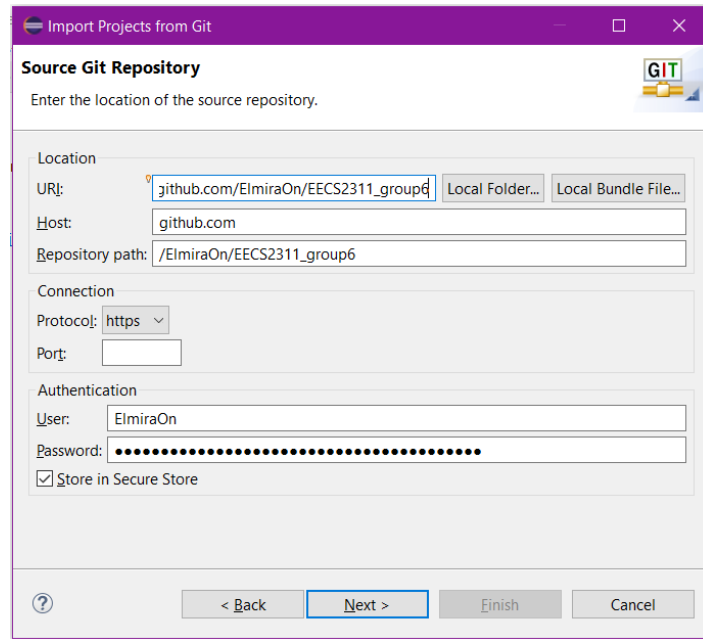 Import Projects from Git
Source Git Repository
Enter the location of the source repository.
GIT
Location
URI: github.com/ElmiraOn/EECS2311_group6 Local Folder... Local Bundle File...
Host: github.com
Repository path: /ElmiraOn/EECS2311_group6
Connection
Protocol: https
Port:
Authentication
User: ElmiraOn
Password: ●●●●●●●●●●●●●●●●●●●●●●●●●●●●●●●●●●●●●●●●
Store in Secure Store
? < Back Next > Finish Cancel